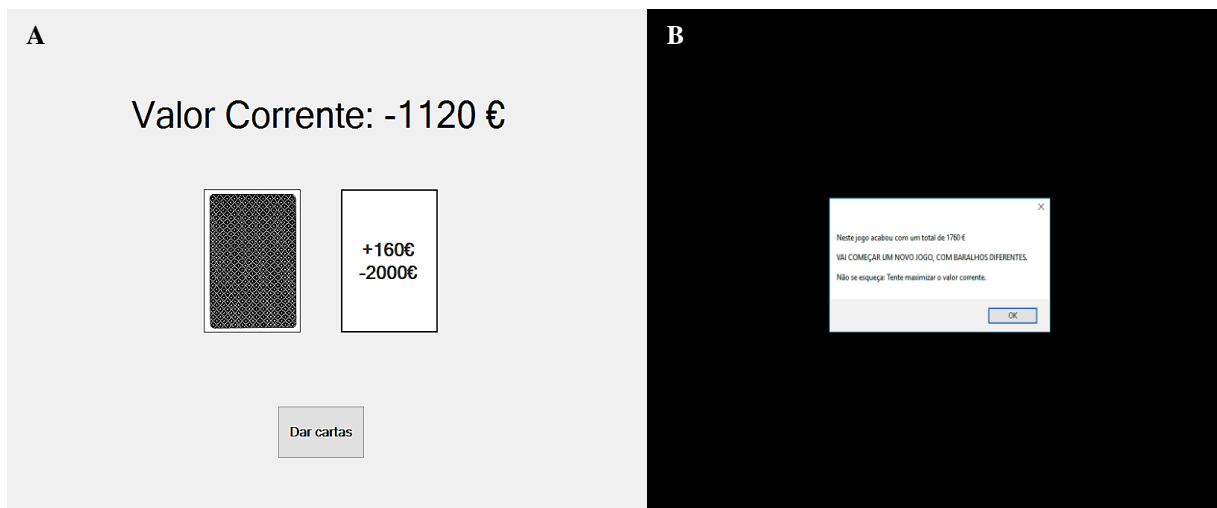 A
Valor Corrente: -1120 €
+160€
-2000€
Dar cartas
B
Neste jogo acabou com um total de 1760 €
VAI COMEÇAR UM NOVO JOGO, COM BARALHOS DIFERENTES.
Não se esqueça: Tente maximizar o valor corrente.
OK